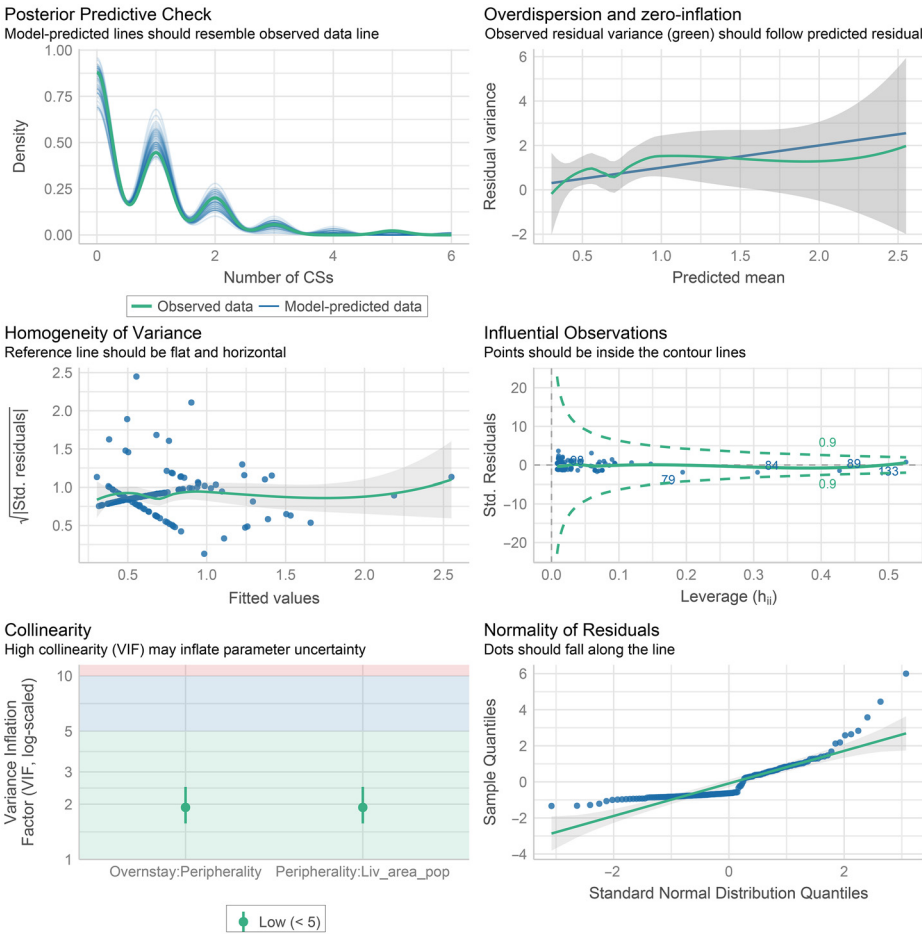 Posterior Predictive Check
Model-predicted lines should resemble observed data line
1.00
0.75
0.50
0.25
0.00
Density
0
2
4
6
Number of CSs
Observed data
Model-predicted data
Overdispersion and zero-inflation
Observed residual variance (green) should follow predicted residual
6
4
2
0
−2
Residual variance
0.5
1.0
1.5
2.0
2.5
Predicted mean
Homogeneity of Variance
Reference line should be flat and horizontal
2.5
2.0
1.5
1.0
0.5
√|Std. residuals|
0.5
1.0
1.5
2.0
2.5
Fitted values
Influential Observations
Points should be inside the contour lines
20
10
0
−10
−20
Std. Residuals
0.9
79
84
89
133
0.9
0.0
0.1
0.2
0.3
0.4
0.5
Leverage (hii)
Collinearity
High collinearity (VIF) may inflate parameter uncertainty
10
5
3
2
1
Variance Inflation
Factor (VIF, log-scaled)
Overnstay:Peripherality
Peripherality:Liv_area_pop
Low (< 5)
Normality of Residuals
Dots should fall along the line
6
4
2
0
−2
−4
Sample Quantiles
−2
0
2
Standard Normal Distribution Quantiles